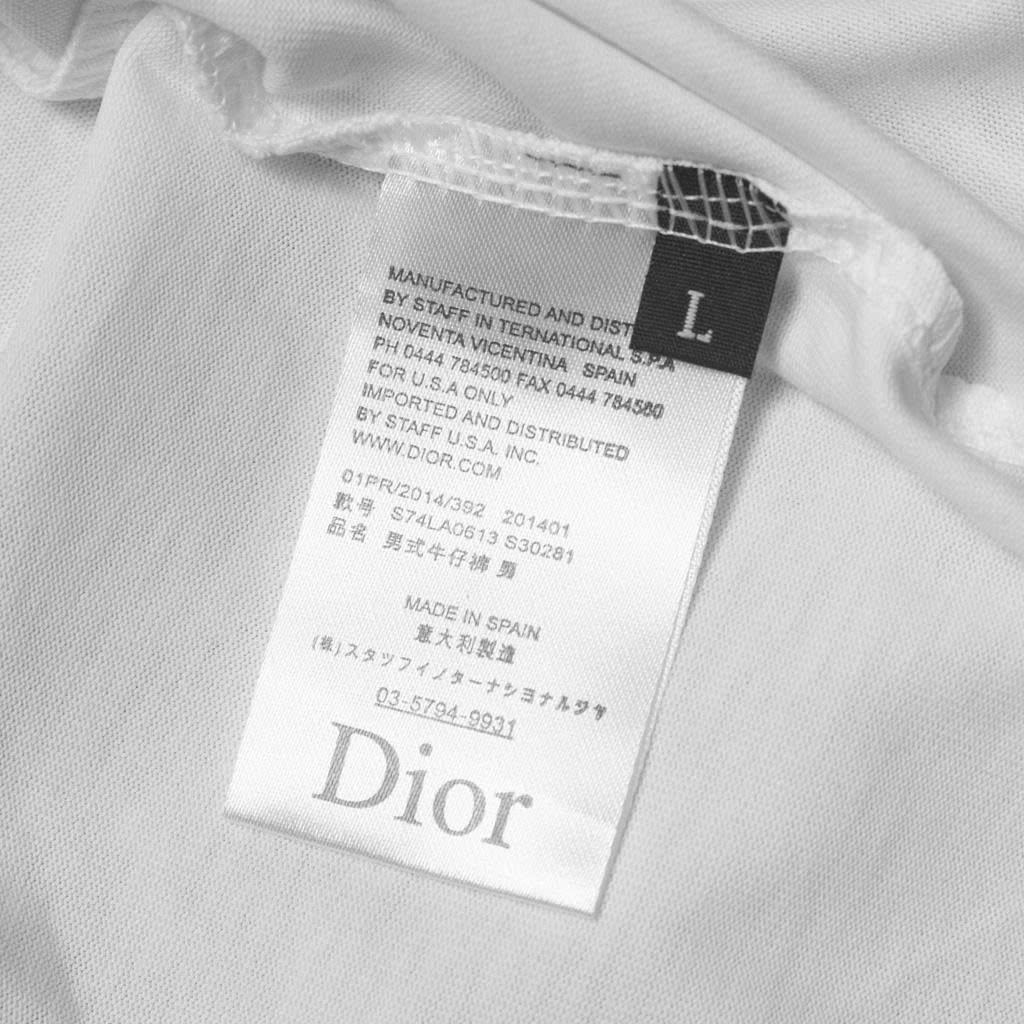 MANUFACTURED AND DIST
BY STAFF IN TERNATIONAL S.P.A
NOVENTA VICENTINA SPAIN
PH 0444 784500 FAX 0444 784560
FOR U.S.A ONLY
IMPORTED AND DISTRIBUTED
BY STAFF U.S.A. INC.
WWW.DIOR.COM
L
01PR/2014/392 201401
款号 S74LA0613 S30281
品名 男式牛仔褲 男
MADE IN SPAIN
意大利製造
(株)スタツフイノターナシヨナルジヤ
03-5794-9931
Dior